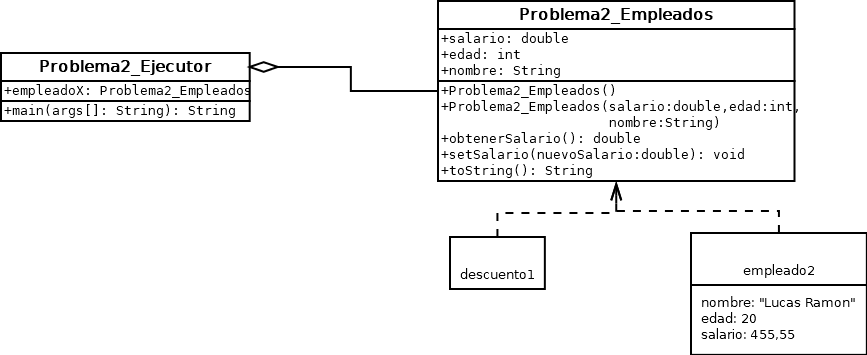 Problema2_Ejecutor
+empleadoX: Problema2_Empleados
+main(args[]: String): String
Problema2_Empleados
+salario: double
+edad: int
+nombre: String
+Problema2_Empleados()
+Problema2_Empleados(salario:double,edad:int,
nombre:String)
+obtenerSalario(): double
+setSalario(nuevoSalario:double): void
+toString(): String
descuento1
empleado2
nombre: "Lucas Ramon"
edad: 20
salario: 455,55